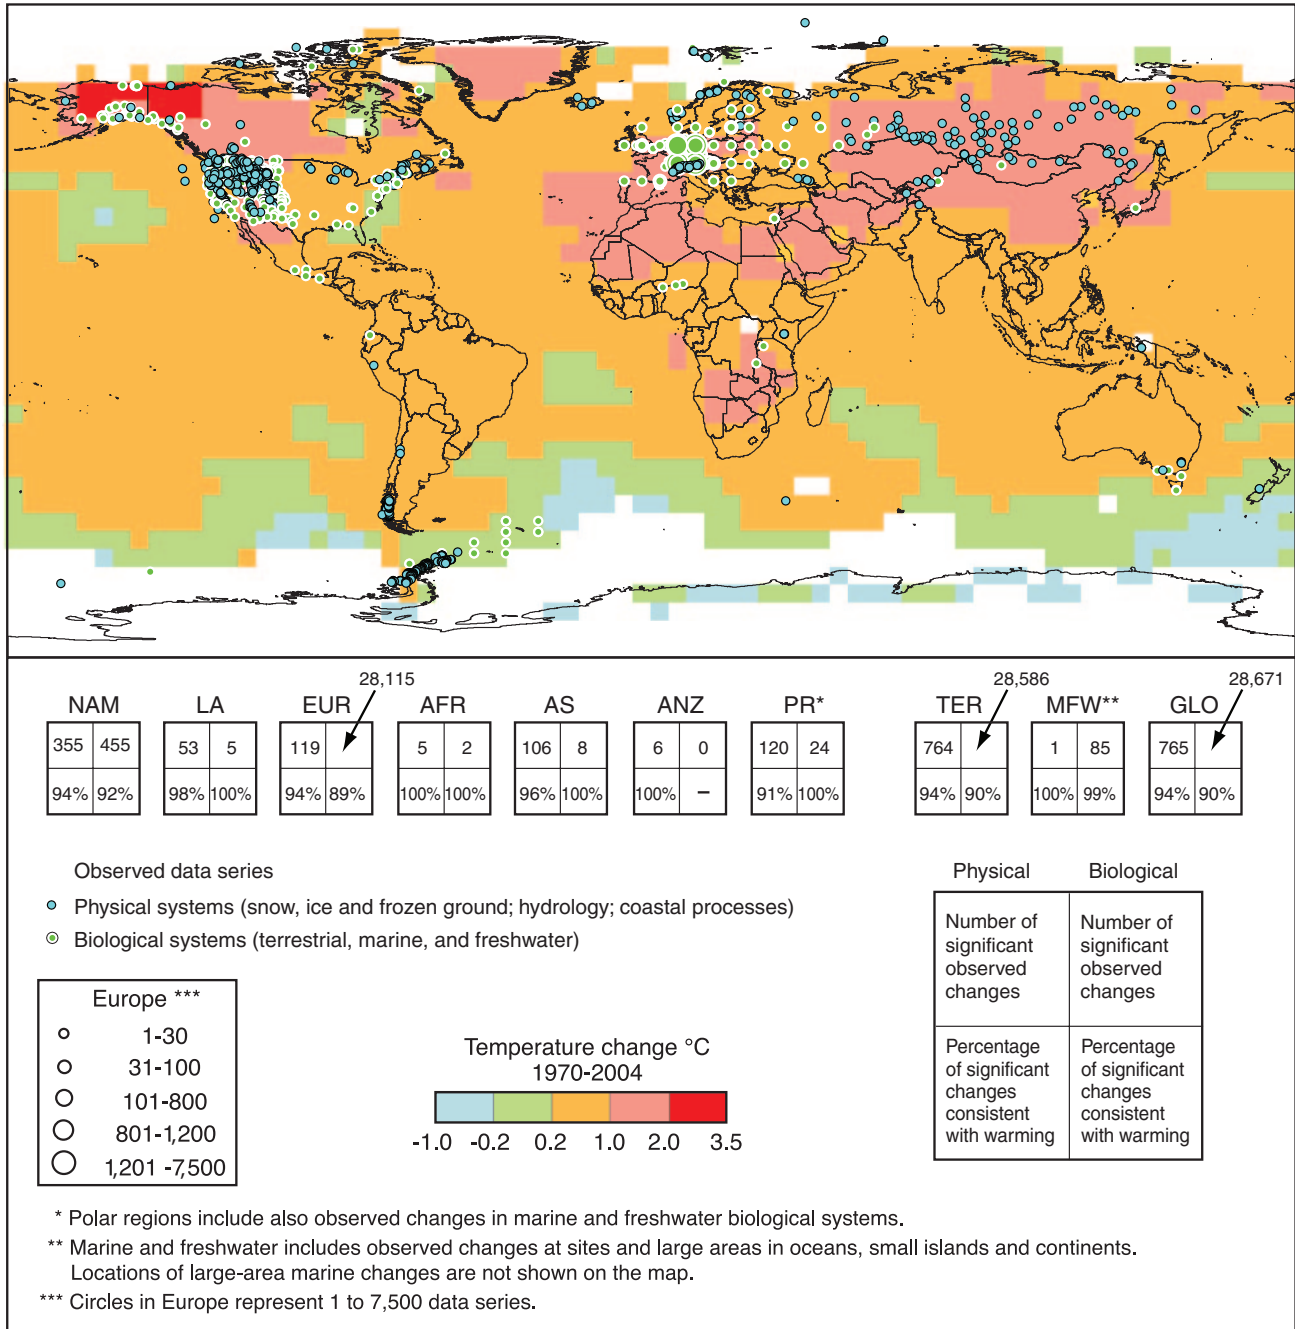 28,115
28,586
28,671
NAM LA EUR AFR AS ANZ PR* TER MFW** GLO
355 455 53 5 119 5 2 106 8 6 0 120 24 764 1 85 765
94% 92% 98% 100% 94% 89% 100% 100% 96% 100% 100% – 91% 100% 94% 90% 100% 99% 94% 90%
Observed data series
Physical systems (snow, ice and frozen ground; hydrology; coastal processes)
Biological systems (terrestrial, marine, and freshwater)
Europe ***
1-30
31-100
101-800
801-1,200
1,201 -7,500
Temperature change °C
1970-2004
-1.0 -0.2 0.2 1.0 2.0 3.5
Physical Biological
Number of
significant
observed
changes
Number of
significant
observed
changes
Percentage
of significant
changes
consistent
with warming
Percentage
of significant
changes
consistent
with warming
* Polar regions include also observed changes in marine and freshwater biological systems.
** Marine and freshwater includes observed changes at sites and large areas in oceans, small islands and continents.
Locations of large-area marine changes are not shown on the map.
*** Circles in Europe represent 1 to 7,500 data series.